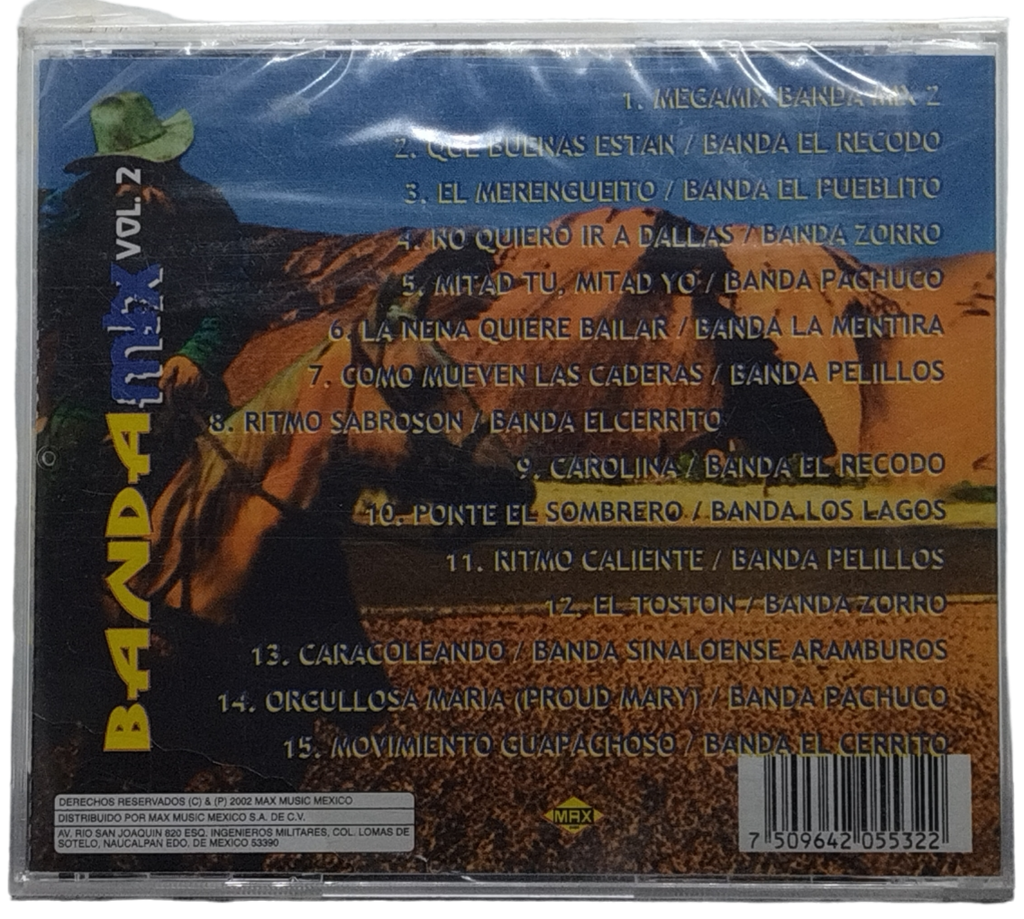 1. MEGAMIX BANDA MIX 2
2. QUE BUENAS ESTAN / BANDA EL RECODO
3. EL MERENGUEITO / BANDA EL PUEBLITO
4. NO QUIERO IR A DALLAS / BANDA ZORRO
5. MITAD TU, MITAD YO / BANDA PACHUCO
6. LA NENA QUIERE BAILAR / BANDA LA MENTIRA
7. COMO MUEVEN LAS CADERAS / BANDA PELILLOS
8. RITMO SABROSON / BANDA ELCERRITO
9. CAROLINA / BANDA EL RECODO
10. PONTE EL SOMBRERO / BANDA LOS LAGOS
11. RITMO CALIENTE / BANDA PELILLOS
12. EL TOSTON / BANDA ZORRO
13. CARACOLEANDO / BANDA SINALOENSE ARAMBUROS
14. ORGULLOSA MARIA (PROUD MARY) / BANDA PACHUCO
15. MOVIMIENTO GUAPACHOSO / BANDA EL CERRITO
BANDA mix VOL. 2
DERECHOS RESERVADOS (C) & (P) 2002 MAX MUSIC MEXICO
DISTRIBUIDO POR MAX MUSIC MEXICO S.A. DE C.V.
AV. RIO SAN JOAQUIN 820 ESQ. INGENIEROS MILITARES, COL. LOMAS DE
SOTELO, NAUCALPAN EDO. DE MEXICO 53390
MAX
7 509642 055322